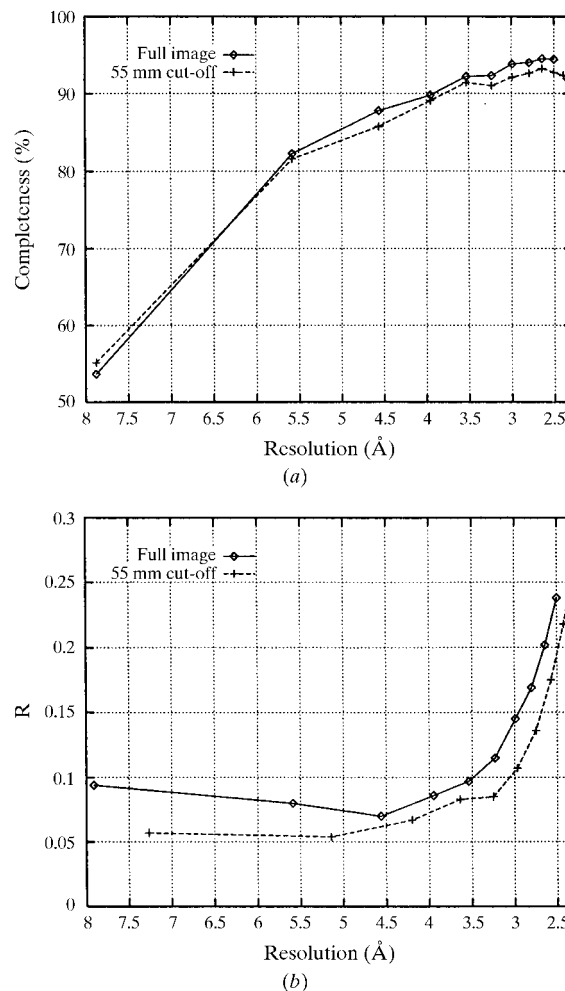 100
Full image
55 mm cut-off
90
80
70
60
50
Completeness (%)
8 7.5 7 6.5 6 5.5 5 4.5 4 3.5 3 2.5
Resolution (Å)
(a)
0.3
Full image
55 mm cut-off
0.25
0.2
0.15
0.1
0.05
0
R
8 7.5 7 6.5 6 5.5 5 4.5 4 3.5 3 2.5
Resolution (Å)
(b)